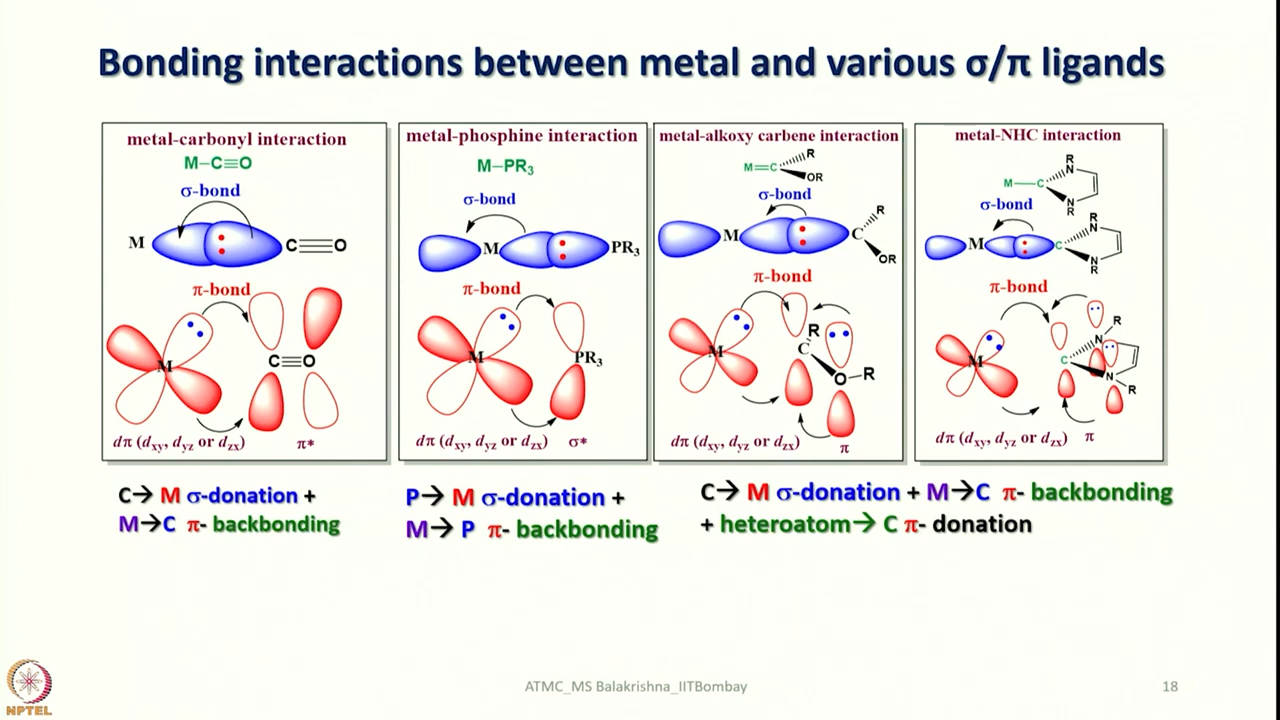 Bonding interactions between metal and various σ/π ligands
metal-carbonyl interaction
M–C≡O
σ-bond
M
C≡O
π-bond
M
C≡O
dπ (dxy, dyz or dzx)
π*
metal-phosphine interaction
M–PR3
σ-bond
M
PR3
π-bond
M
PR3
dπ (dxy, dyz or dzx)
σ*
metal-alkoxy carbene interaction
R
M=C
OR
σ-bond
R
M
C
OR
π-bond
R
M
C
O–R
dπ (dxy, dyz or dzx)
π
metal-NHC interaction
R
N
M–C
N
R
σ-bond
R
N
M
C
N
R
π-bond
R
N
M
C
N
R
dπ (dxy, dyz or dzx)
π
C→ M σ-donation +
M→C π- backbonding
P→ M σ-donation +
M→ P π- backbonding
C→ M σ-donation + M→C π- backbonding
+ heteroatom→ C π- donation
NPTEL
ATMC_MS Balakrishna_IITBombay
18